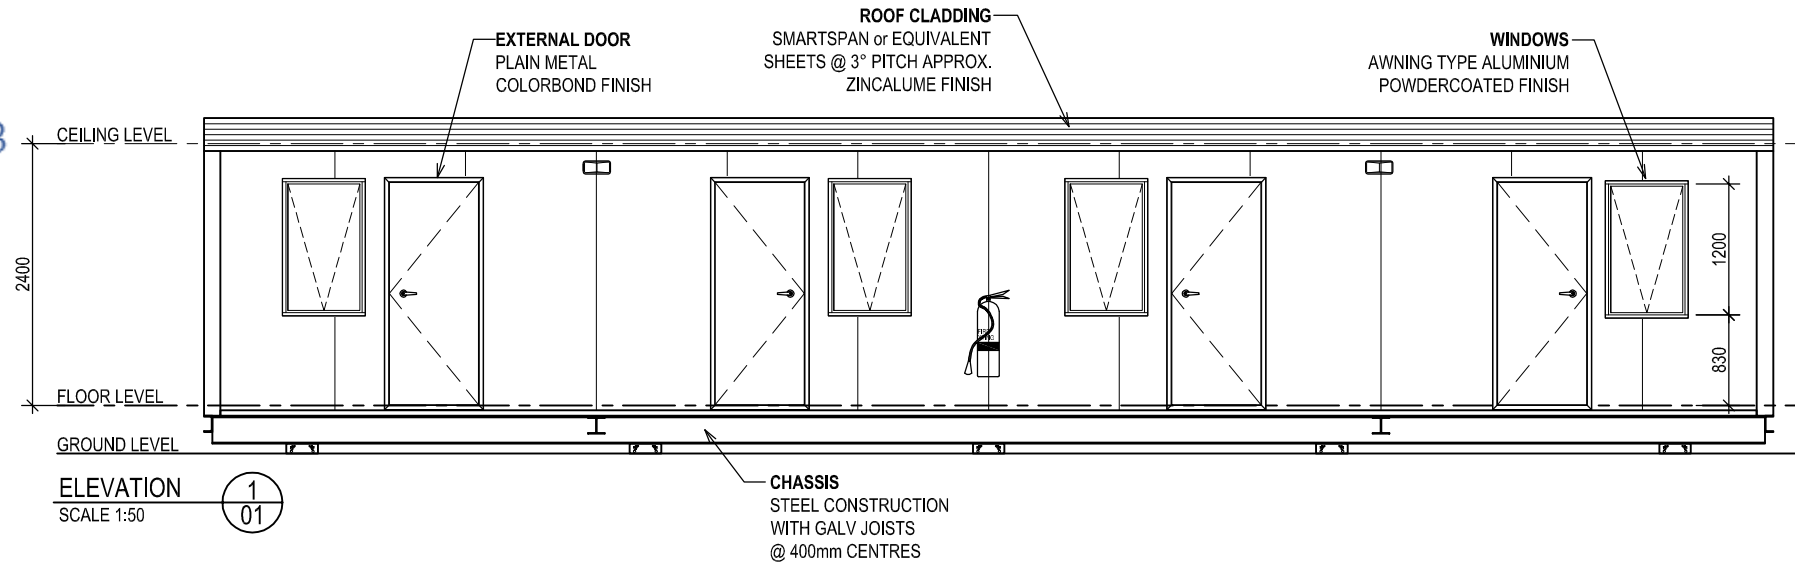 EXTERNAL DOOR
PLAIN METAL
COLORBOND FINISH
ROOF CLADDING
SMARTSPAN or EQUIVALENT
SHEETS @ 3° PITCH APPROX.
ZINCALUME FINISH
WINDOWS
AWNING TYPE ALUMINIUM
POWDERCOATED FINISH
CEILING LEVEL
2400
1200
830
FLOOR LEVEL
GROUND LEVEL
ELEVATION
SCALE 1:50
1
01
CHASSIS
STEEL CONSTRUCTION
WITH GALV JOISTS
@ 400mm CENTRES